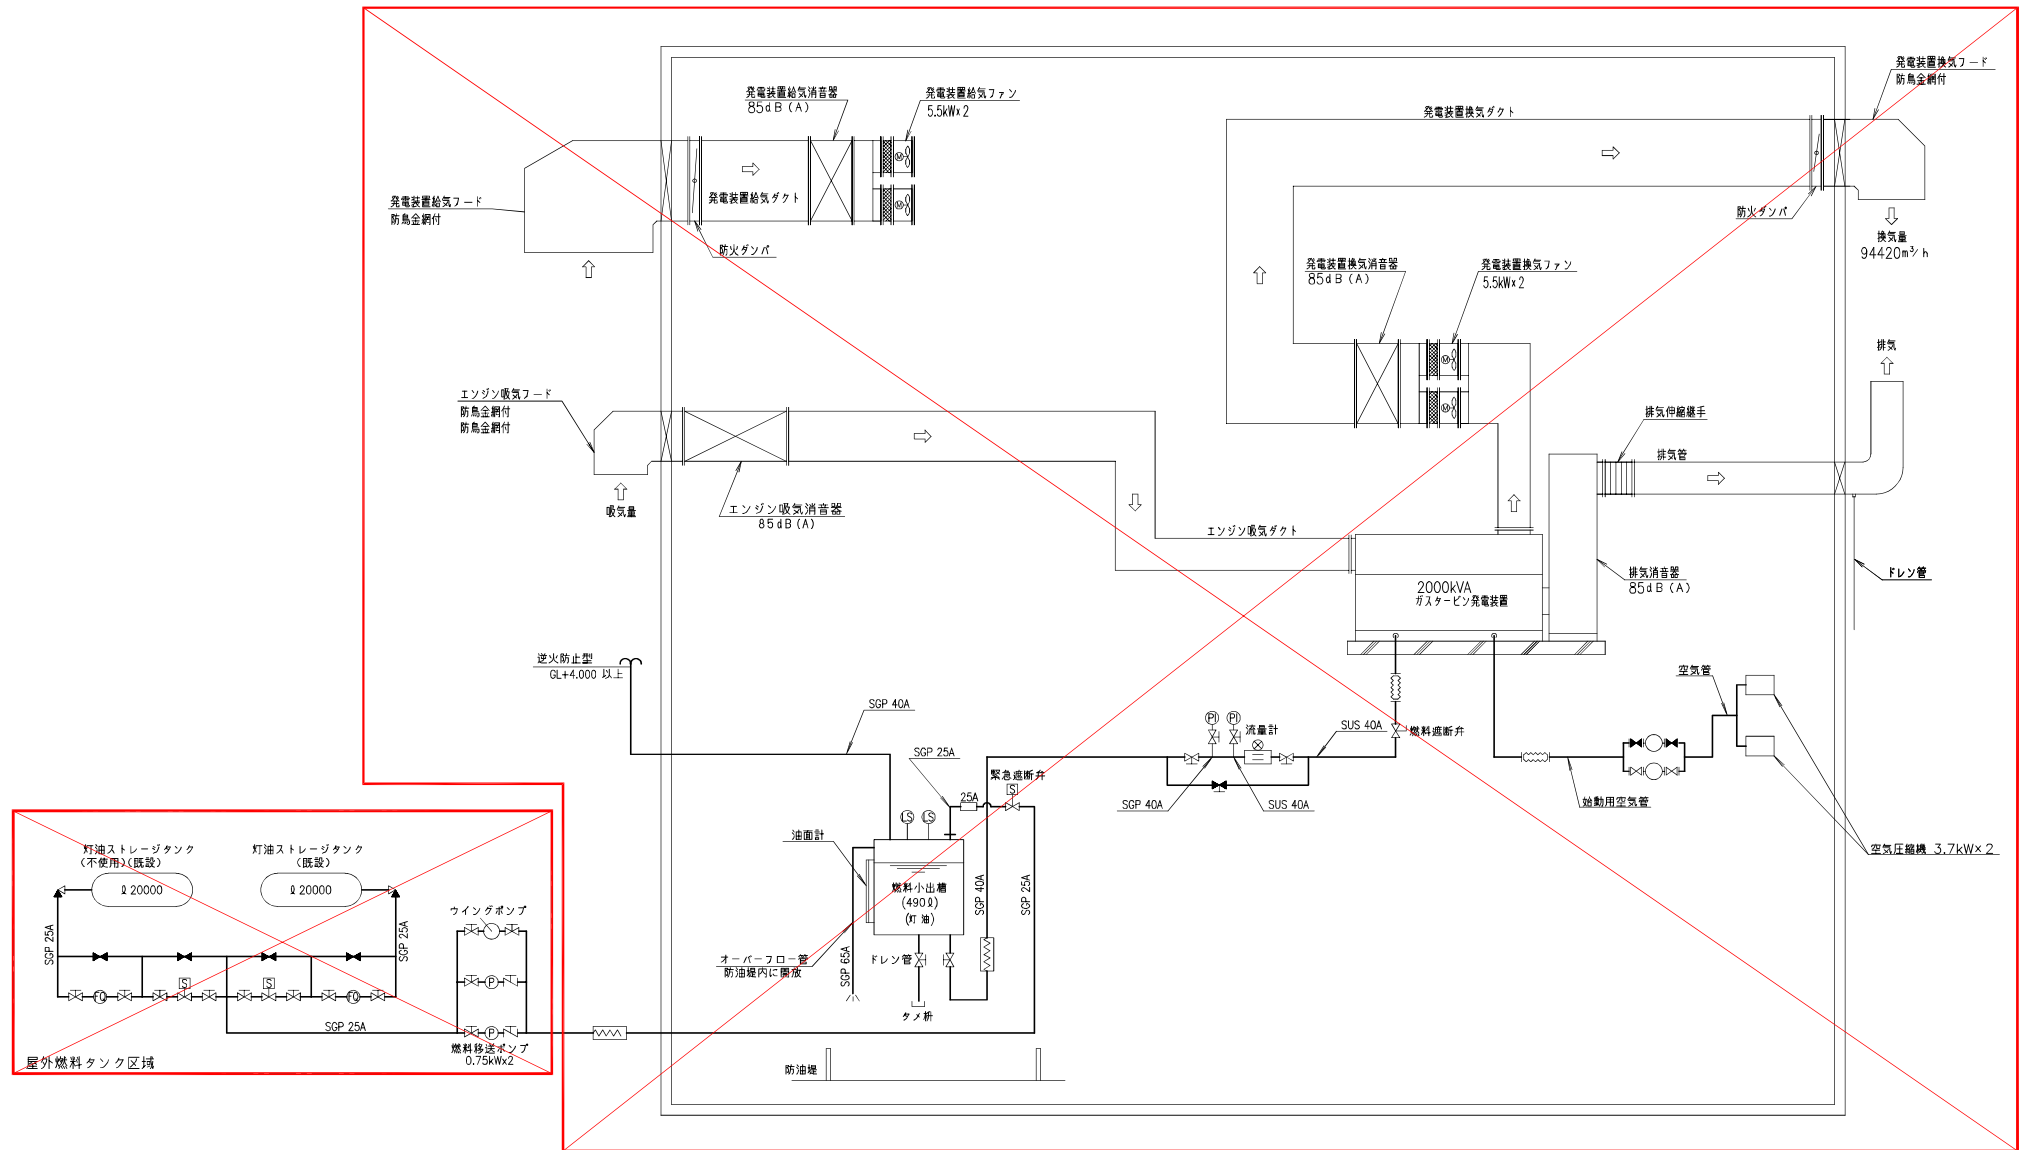 発電装置給気消音器
85dB(A)
発電装置給気ファン
5.5kW×2
発電装置給気フード
防鳥金網付
発電装置給気ダクト
防火ダンパ
発電装置換気ダクト
発電装置換気フード
防鳥金網付
防火ダンパ
換気量
94420m³/h
発電装置換気消音器
85dB(A)
発電装置換気ファン
5.5kW×2
M
M
M
M
エンジン吸気フード
防鳥金網付
防鳥金網付
吸気量
エンジン吸気消音器
85dB(A)
エンジン吸気ダクト
排気
排気伸縮継手
排気管
2000kVA
ガスタービン発電装置
排気消音器
85dB(A)
ドレン管
逆火防止型
GL+4.000 以上
SGP 40A
SGP 25A
緊急遮断弁
S
25A
LS
LS
油面計
燃料小出槽
(490ℓ)
(灯油)
SGP 40A
SGP 25A
SGP 65A
オーバーフロー管
防油堤内に開放
ドレン管
タメ枡
防油堤
PI
PI
流量計
SUS 40A
燃料遮断弁
SGP 40A
SUS 40A
空気管
始動用空気管
空気圧縮機 3.7kW×2
灯油ストレージタンク
(不使用)(既設)
ℓ 20000
灯油ストレージタンク
(既設)
ℓ 20000
SGP 25A
SGP 25A
FQ
S
S
FQ
SGP 25A
ウイングポンプ
P
P
燃料移送ポンプ
0.75kWx2
屋外燃料タンク区域